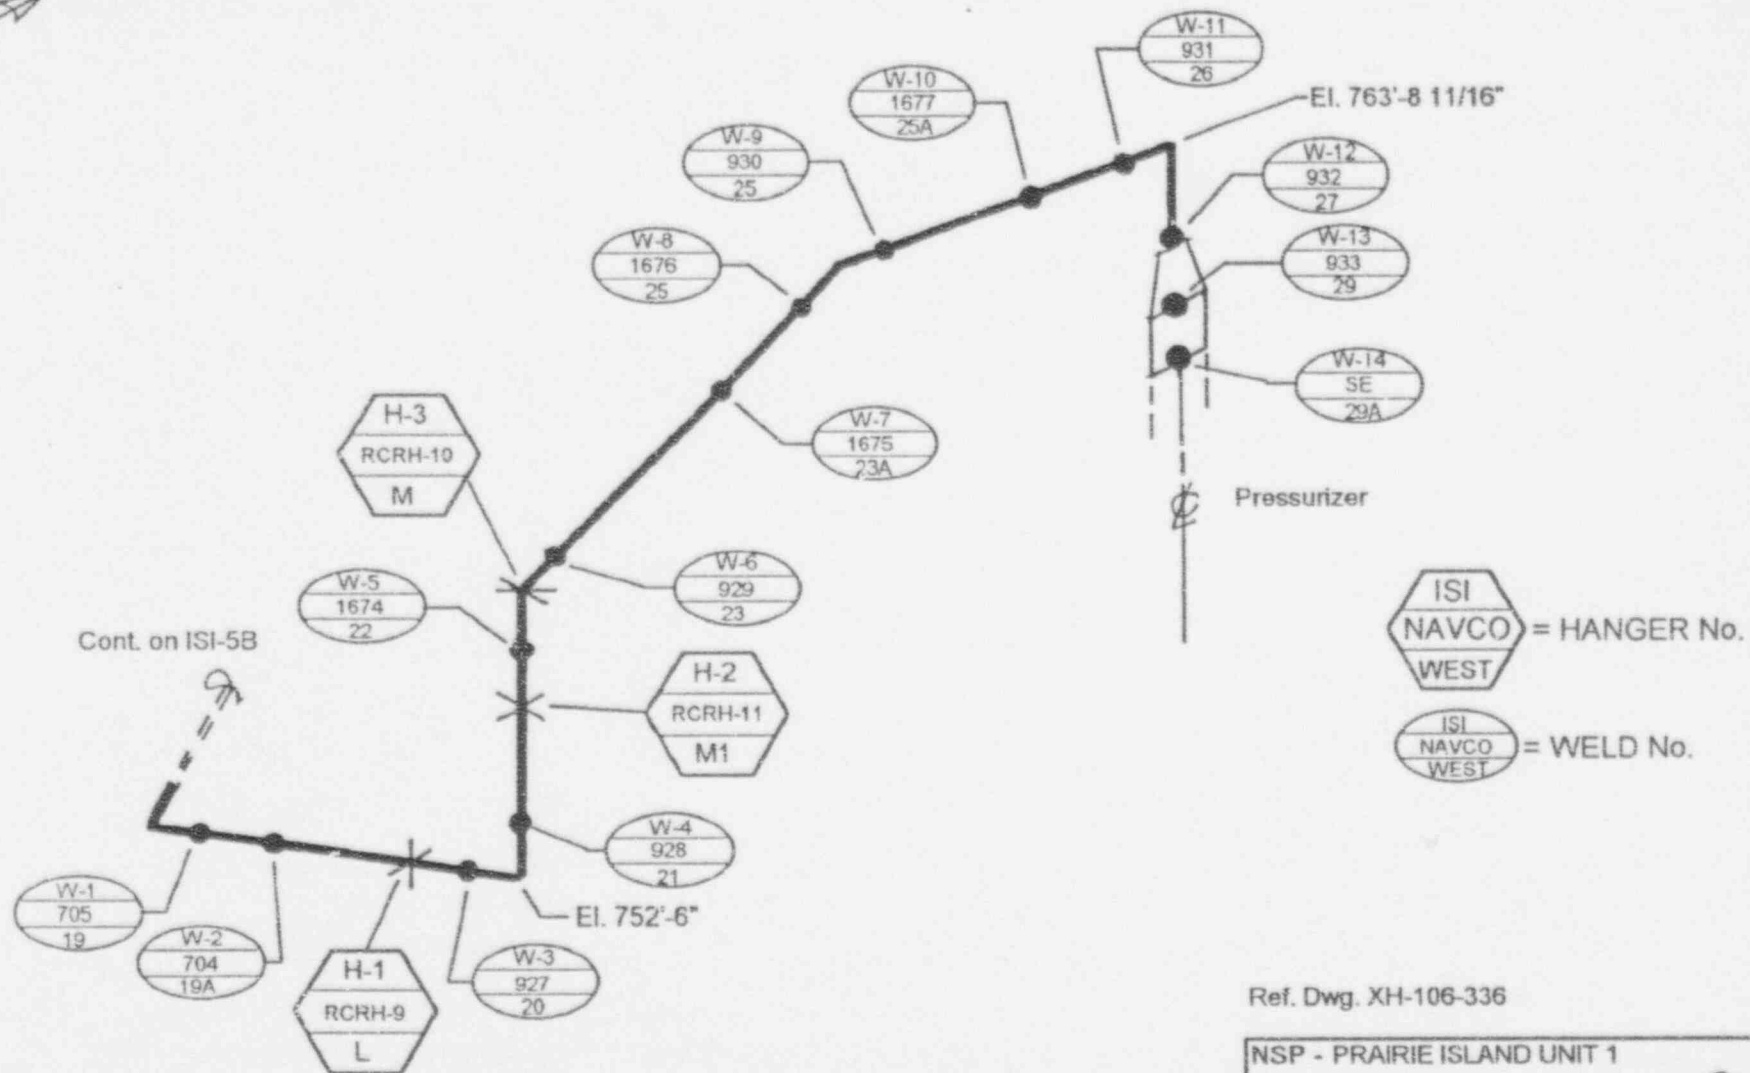 W-11
931
26
W-10
1677
25A
El. 763'-8 11/16"
W-9
930
25
W-12
932
27
W-8
1676
25
W-13
933
29
W-14
SE
29A
H-3
RCRH-10
M
W-7
1675
23A
Pressurizer
W-5
1674
22
W-6
929
23
ISI
NAVCO
WEST
= HANGER No.
Cont. on ISI-5B
H-2
RCRH-11
M1
ISI
NAVCO
WEST
= WELD No.
W-4
928
21
W-1
705
19
El. 752'-6"
W-2
704
19A
H-1
RCRH-9
L
W-3
927
20
Ref. Dwg. XH-106-336
NSP - PRAIRIE ISLAND UNIT 1